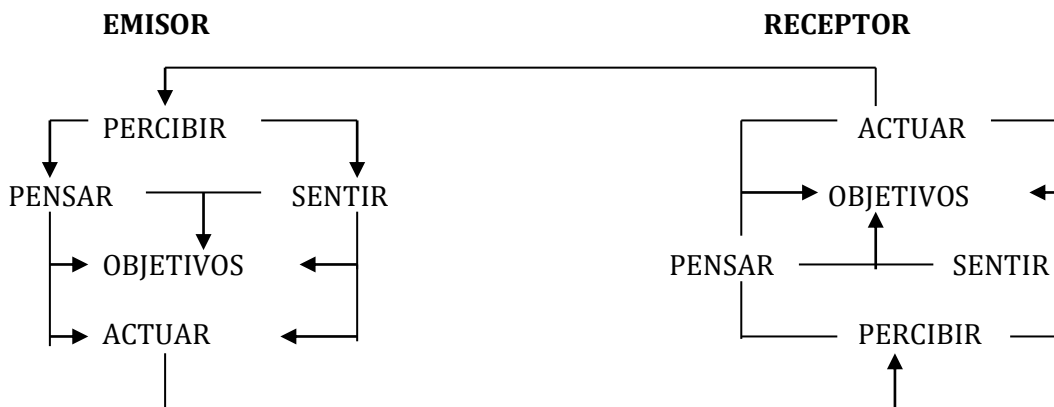 EMISOR RECEPTOR
PERCIBIR ACTUAR
PENSAR SENTIR OBJETIVOS
OBJETIVOS PENSAR SENTIR
ACTUAR PERCIBIR